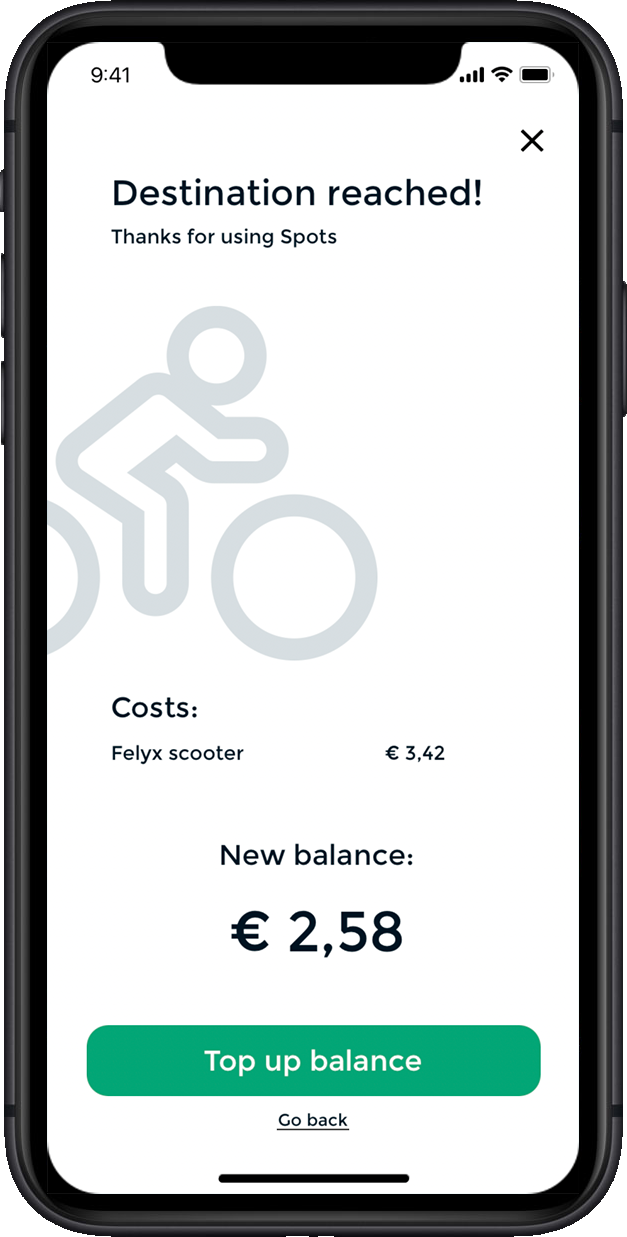 9:41
Destination reached!
Thanks for using Spots
Costs:
Felyx scooter € 3,42
New balance:
€ 2,58
Top up balance
Go back